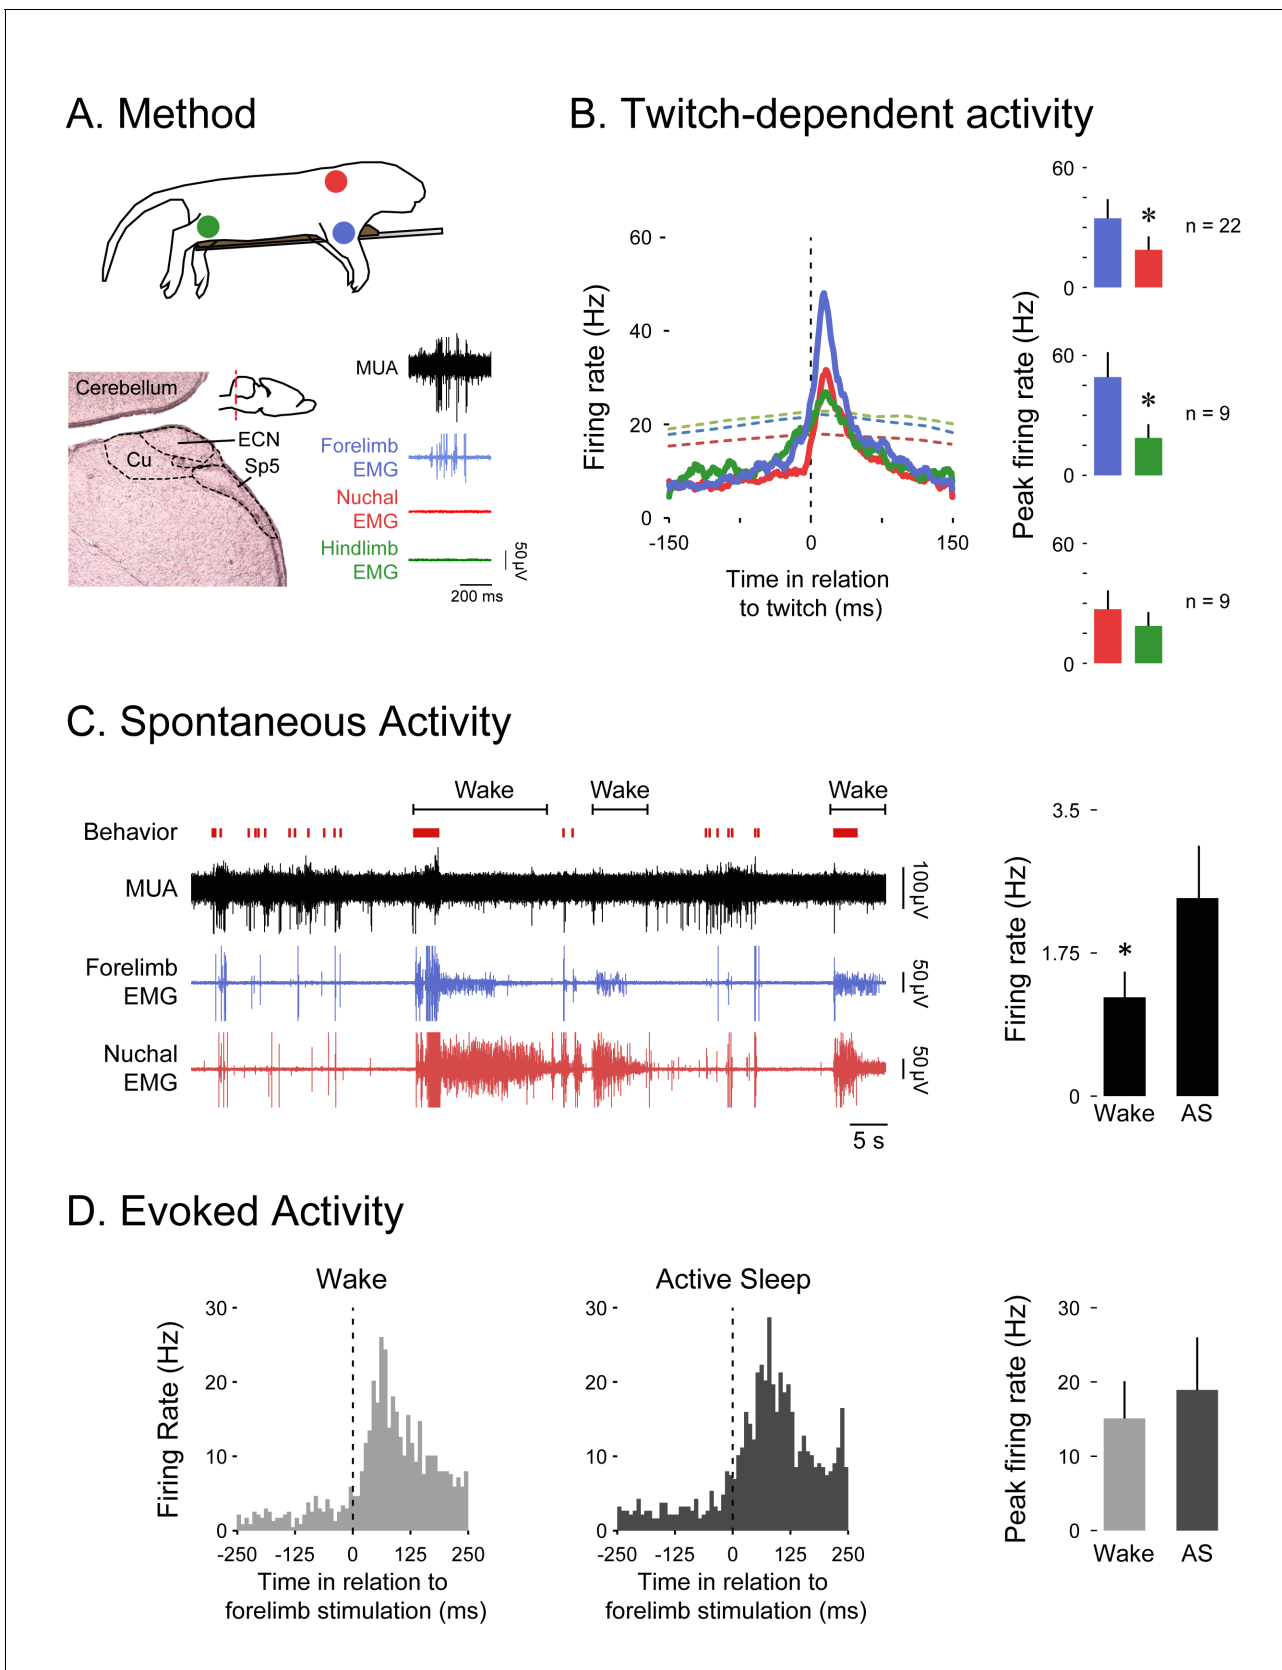 A. Method
B. Twitch-dependent activity
Cerebellum
ECN
Cu
Sp5
MUA
Forelimb
EMG
Nuchal
EMG
Hindlimb
EMG
50µV
200 ms
Firing rate (Hz)
60
40
20
0
-150
0
150
Time in relation
to twitch (ms)
Peak firing rate (Hz)
60
0
*
n = 22
60
0
*
n = 9
60
0
n = 9
C. Spontaneous Activity
Wake
Wake
Wake
Behavior
MUA
100µV
Forelimb
EMG
50µV
Nuchal
EMG
50µV
5 s
Firing rate (Hz)
3.5
1.75
0
*
Wake
AS
D. Evoked Activity
Wake
Firing Rate (Hz)
30
20
10
0
-250
-125
0
125
250
Time in relation to
forelimb stimulation (ms)
Active Sleep
30
20
10
0
-250
-125
0
125
250
Time in relation to
forelimb stimulation (ms)
Peak firing rate (Hz)
30
20
10
0
Wake
AS